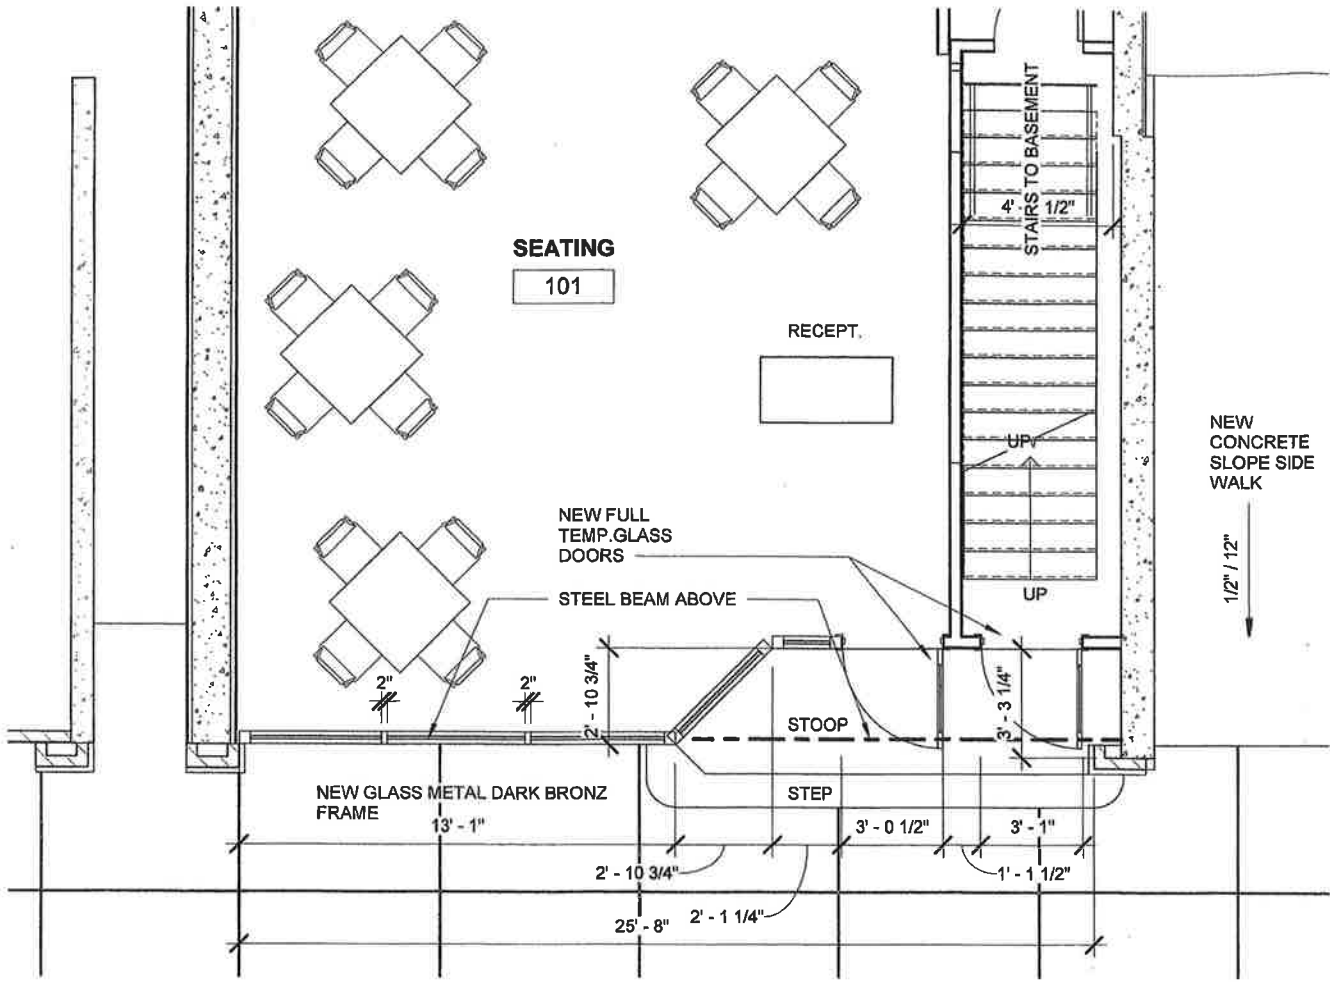 STAIRS TO BASEMENT
4' - 1/2"
SEATING
101
RECEPT.
UP
NEW
CONCRETE
SLOPE SIDE
WALK
1/2" / 12"
NEW FULL
TEMP.GLASS
DOORS
UP
STEEL BEAM ABOVE
2"
2"
2' - 10 3/4"
3' - 3 1/4"
STOOP
NEW GLASS METAL DARK BRONZ
FRAME
STEP
13' - 1"
3' - 0 1/2"
3' - 1"
2' - 10 3/4"
1' - 1 1/2"
2' - 1 1/4"
25' - 8"